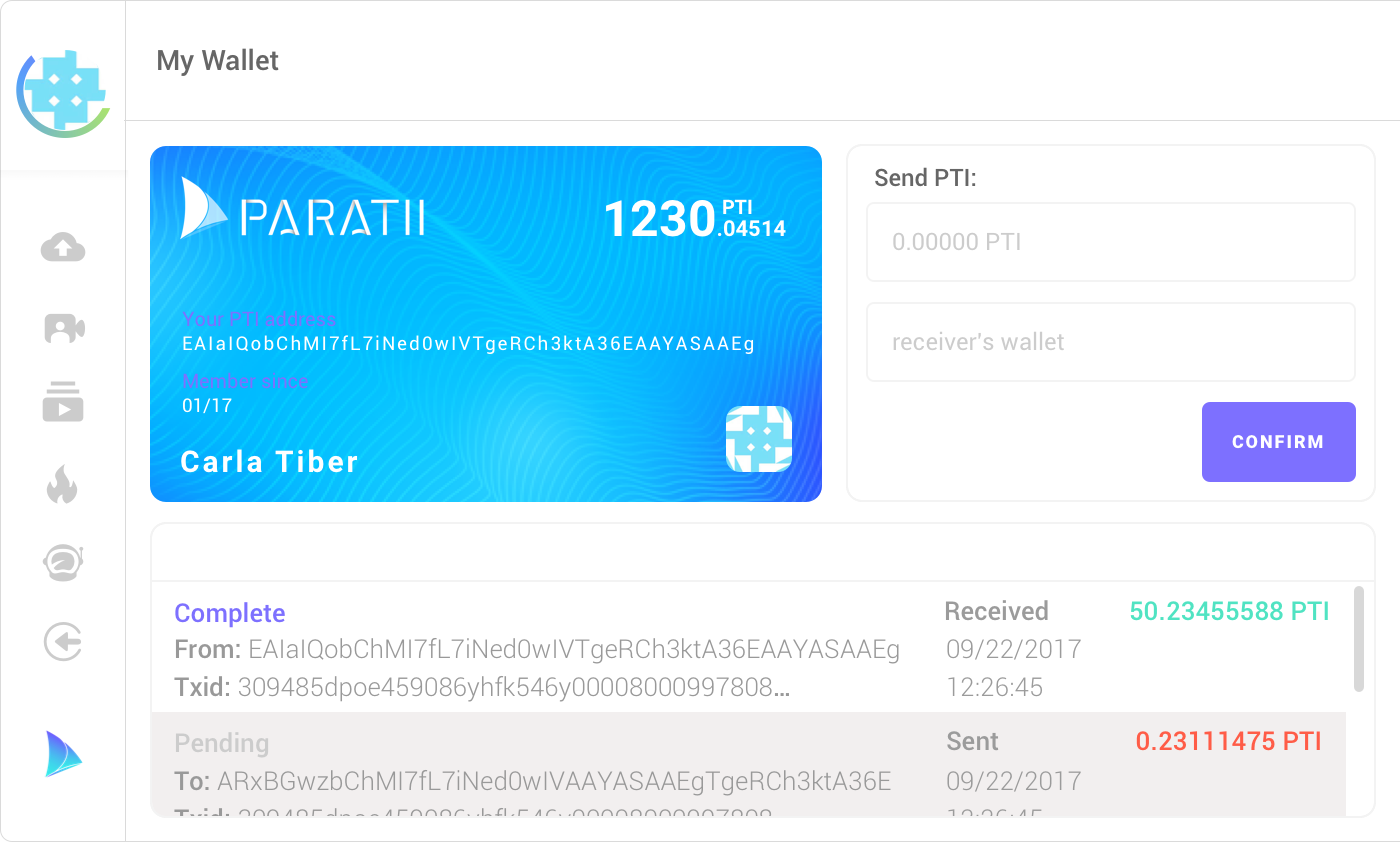 My Wallet
PARATII
1230 PTI
.04514
Your PTI address
EAIaIQobChMI7fL7iNed0wIVTgeRCh3ktA36EAAYASAAEg
Member since
01/17
Carla Tiber
Send PTI:
0.00000 PTI
receiver's wallet
CONFIRM
Complete Received 50.23455588 PTI
From: EAIaIQobChMI7fL7iNed0wIVTgeRCh3ktA36EAAYASAAEg 09/22/2017
Txid: 309485dpoe459086yhfk546y00008000997808... 12:26:45
Pending Sent 0.23111475 PTI
To: ARxBGwzbChMI7fL7iNed0wIVAAYASAAEgTgeRCh3ktA36E 09/22/2017
Txid: